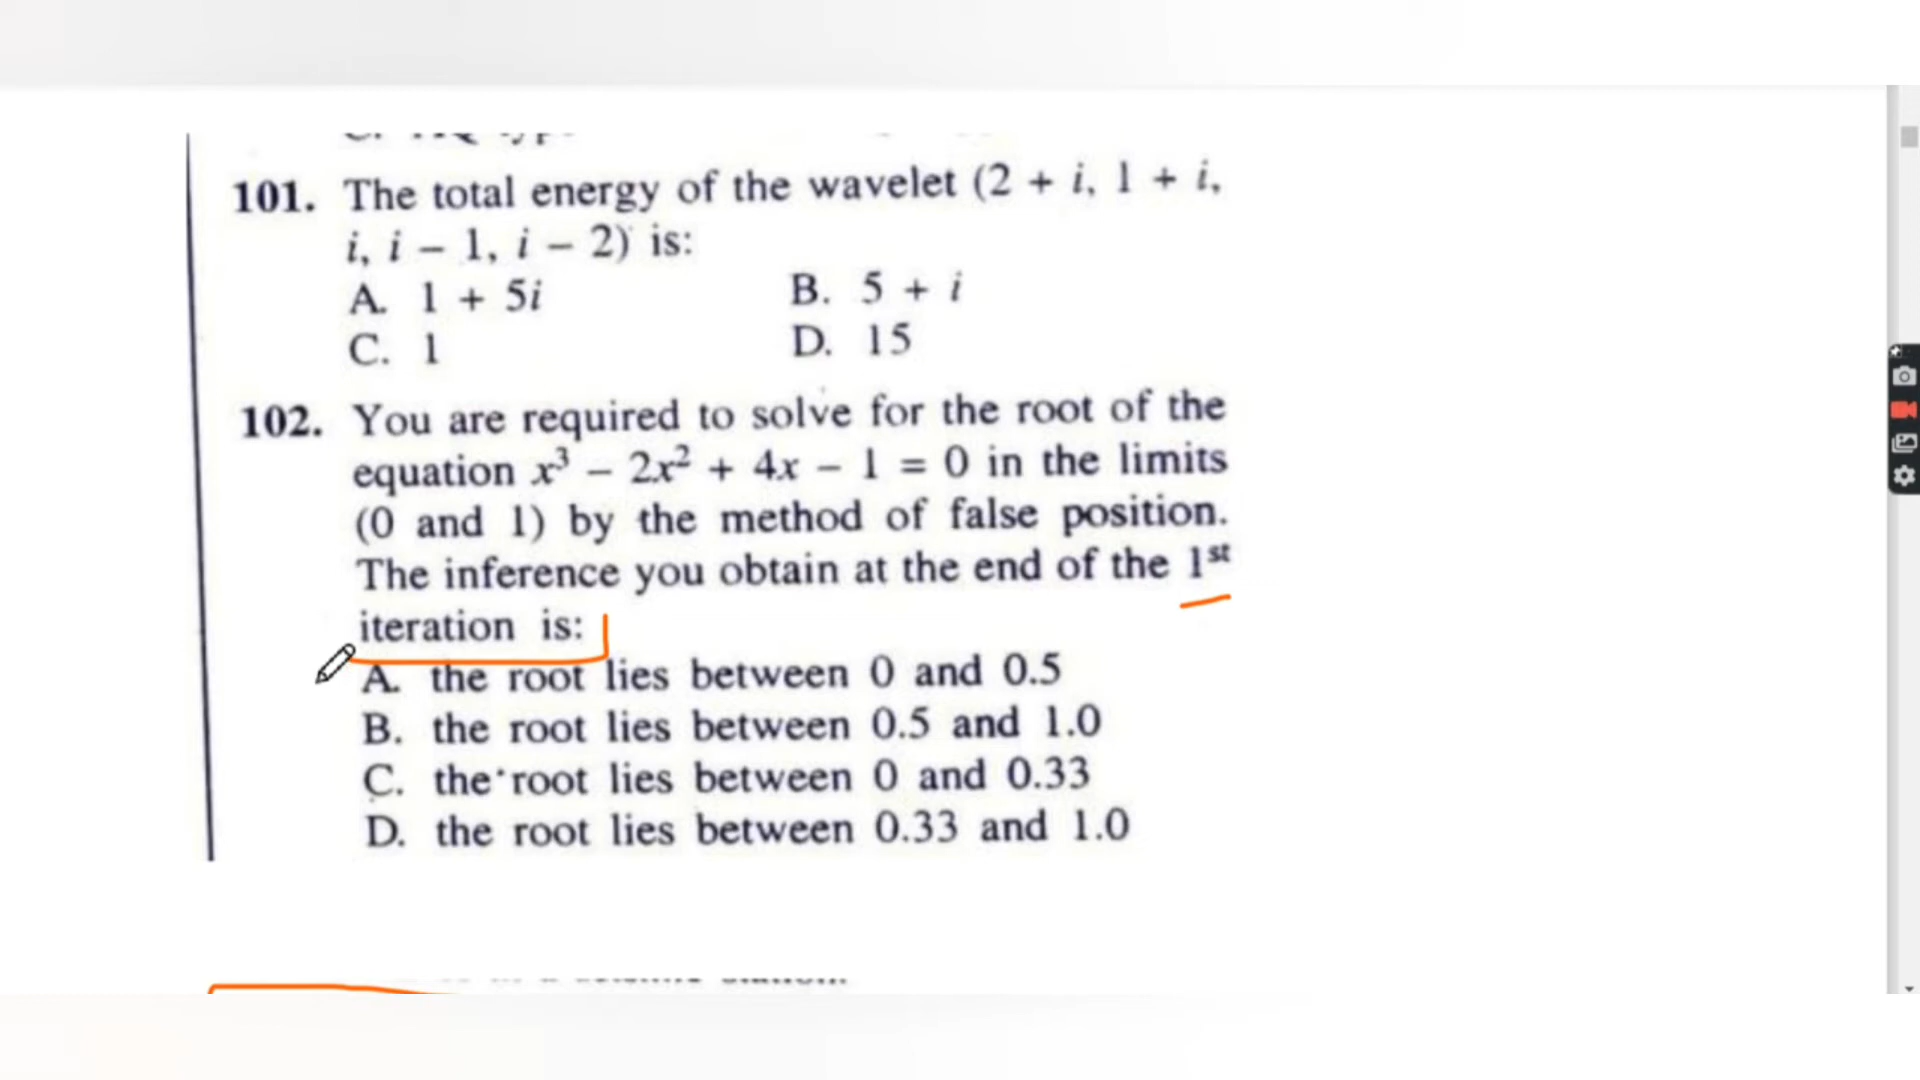 101. The total energy of the wavelet (2 + i, 1 + i,
i, i – 1, i – 2) is:
A. 1 + 5i B. 5 + i
C. 1 D. 15
102. You are required to solve for the root of the
equation x³ – 2x² + 4x – 1 = 0 in the limits
(0 and 1) by the method of false position.
The inference you obtain at the end of the 1st
iteration is:
A. the root lies between 0 and 0.5
B. the root lies between 0.5 and 1.0
C. the root lies between 0 and 0.33
D. the root lies between 0.33 and 1.0